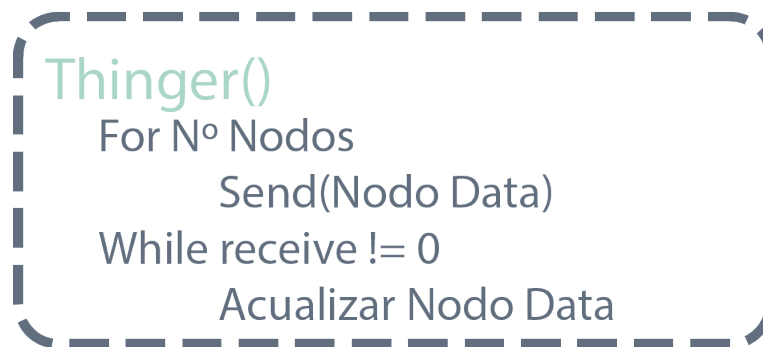 Thinger()
For Nº Nodos
Send(Nodo Data)
While receive != 0
Acualizar Nodo Data